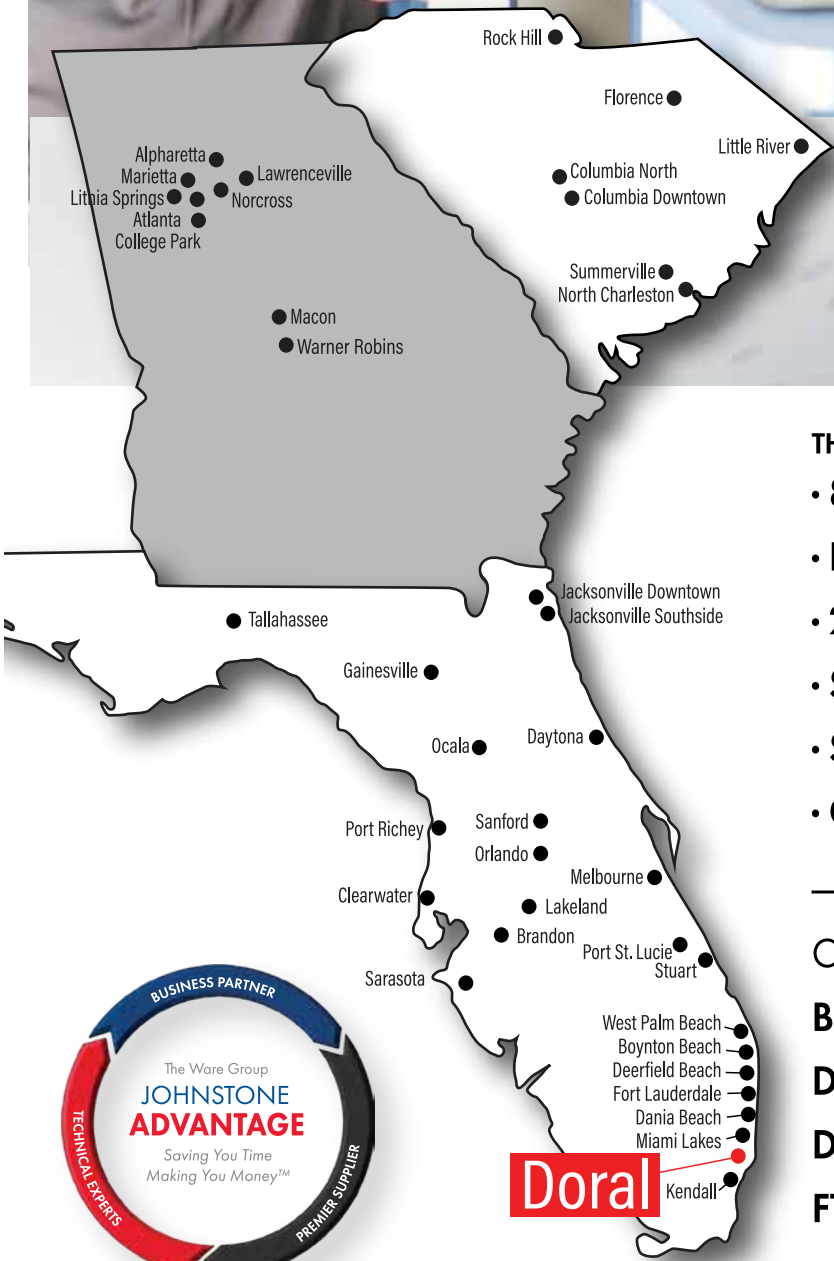 Rock Hill
Florence
Little River
Alpharetta
Marietta
Lawrenceville
Columbia North
Lithia Springs
Norcross
Columbia Downtown
Atlanta
College Park
Summerville
North Charleston
Macon
Warner Robins
TH
Jacksonville Downtown
Tallahassee
Jacksonville Southside
Gainesville
Ocala
Daytona
Port Richey
Sanford
Orlando
Melbourne
Clearwater
Lakeland
Brandon
Port St. Lucie
Stuart
Sarasota
West Palm Beach
Boynton Beach
Deerfield Beach
Fort Lauderdale
Dania Beach
Miami Lakes
Doral
Kendall
BUSINESS PARTNER
The Ware Group
JOHNSTONE
ADVANTAGE
Saving You Time
Making You Money™
TECHNICAL EXPERTS
PREMIER SUPPLIER
B
D
D